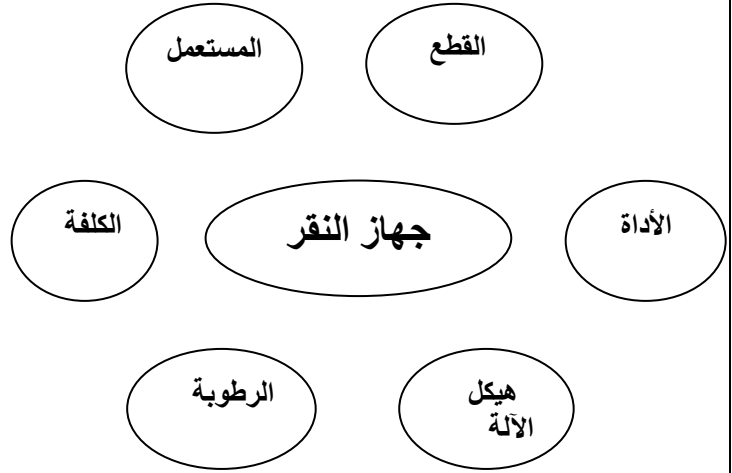 القطع
المستعمل
الأداة
جهاز النقر
الكلفة
هيكل
الآلة
الرطوبة